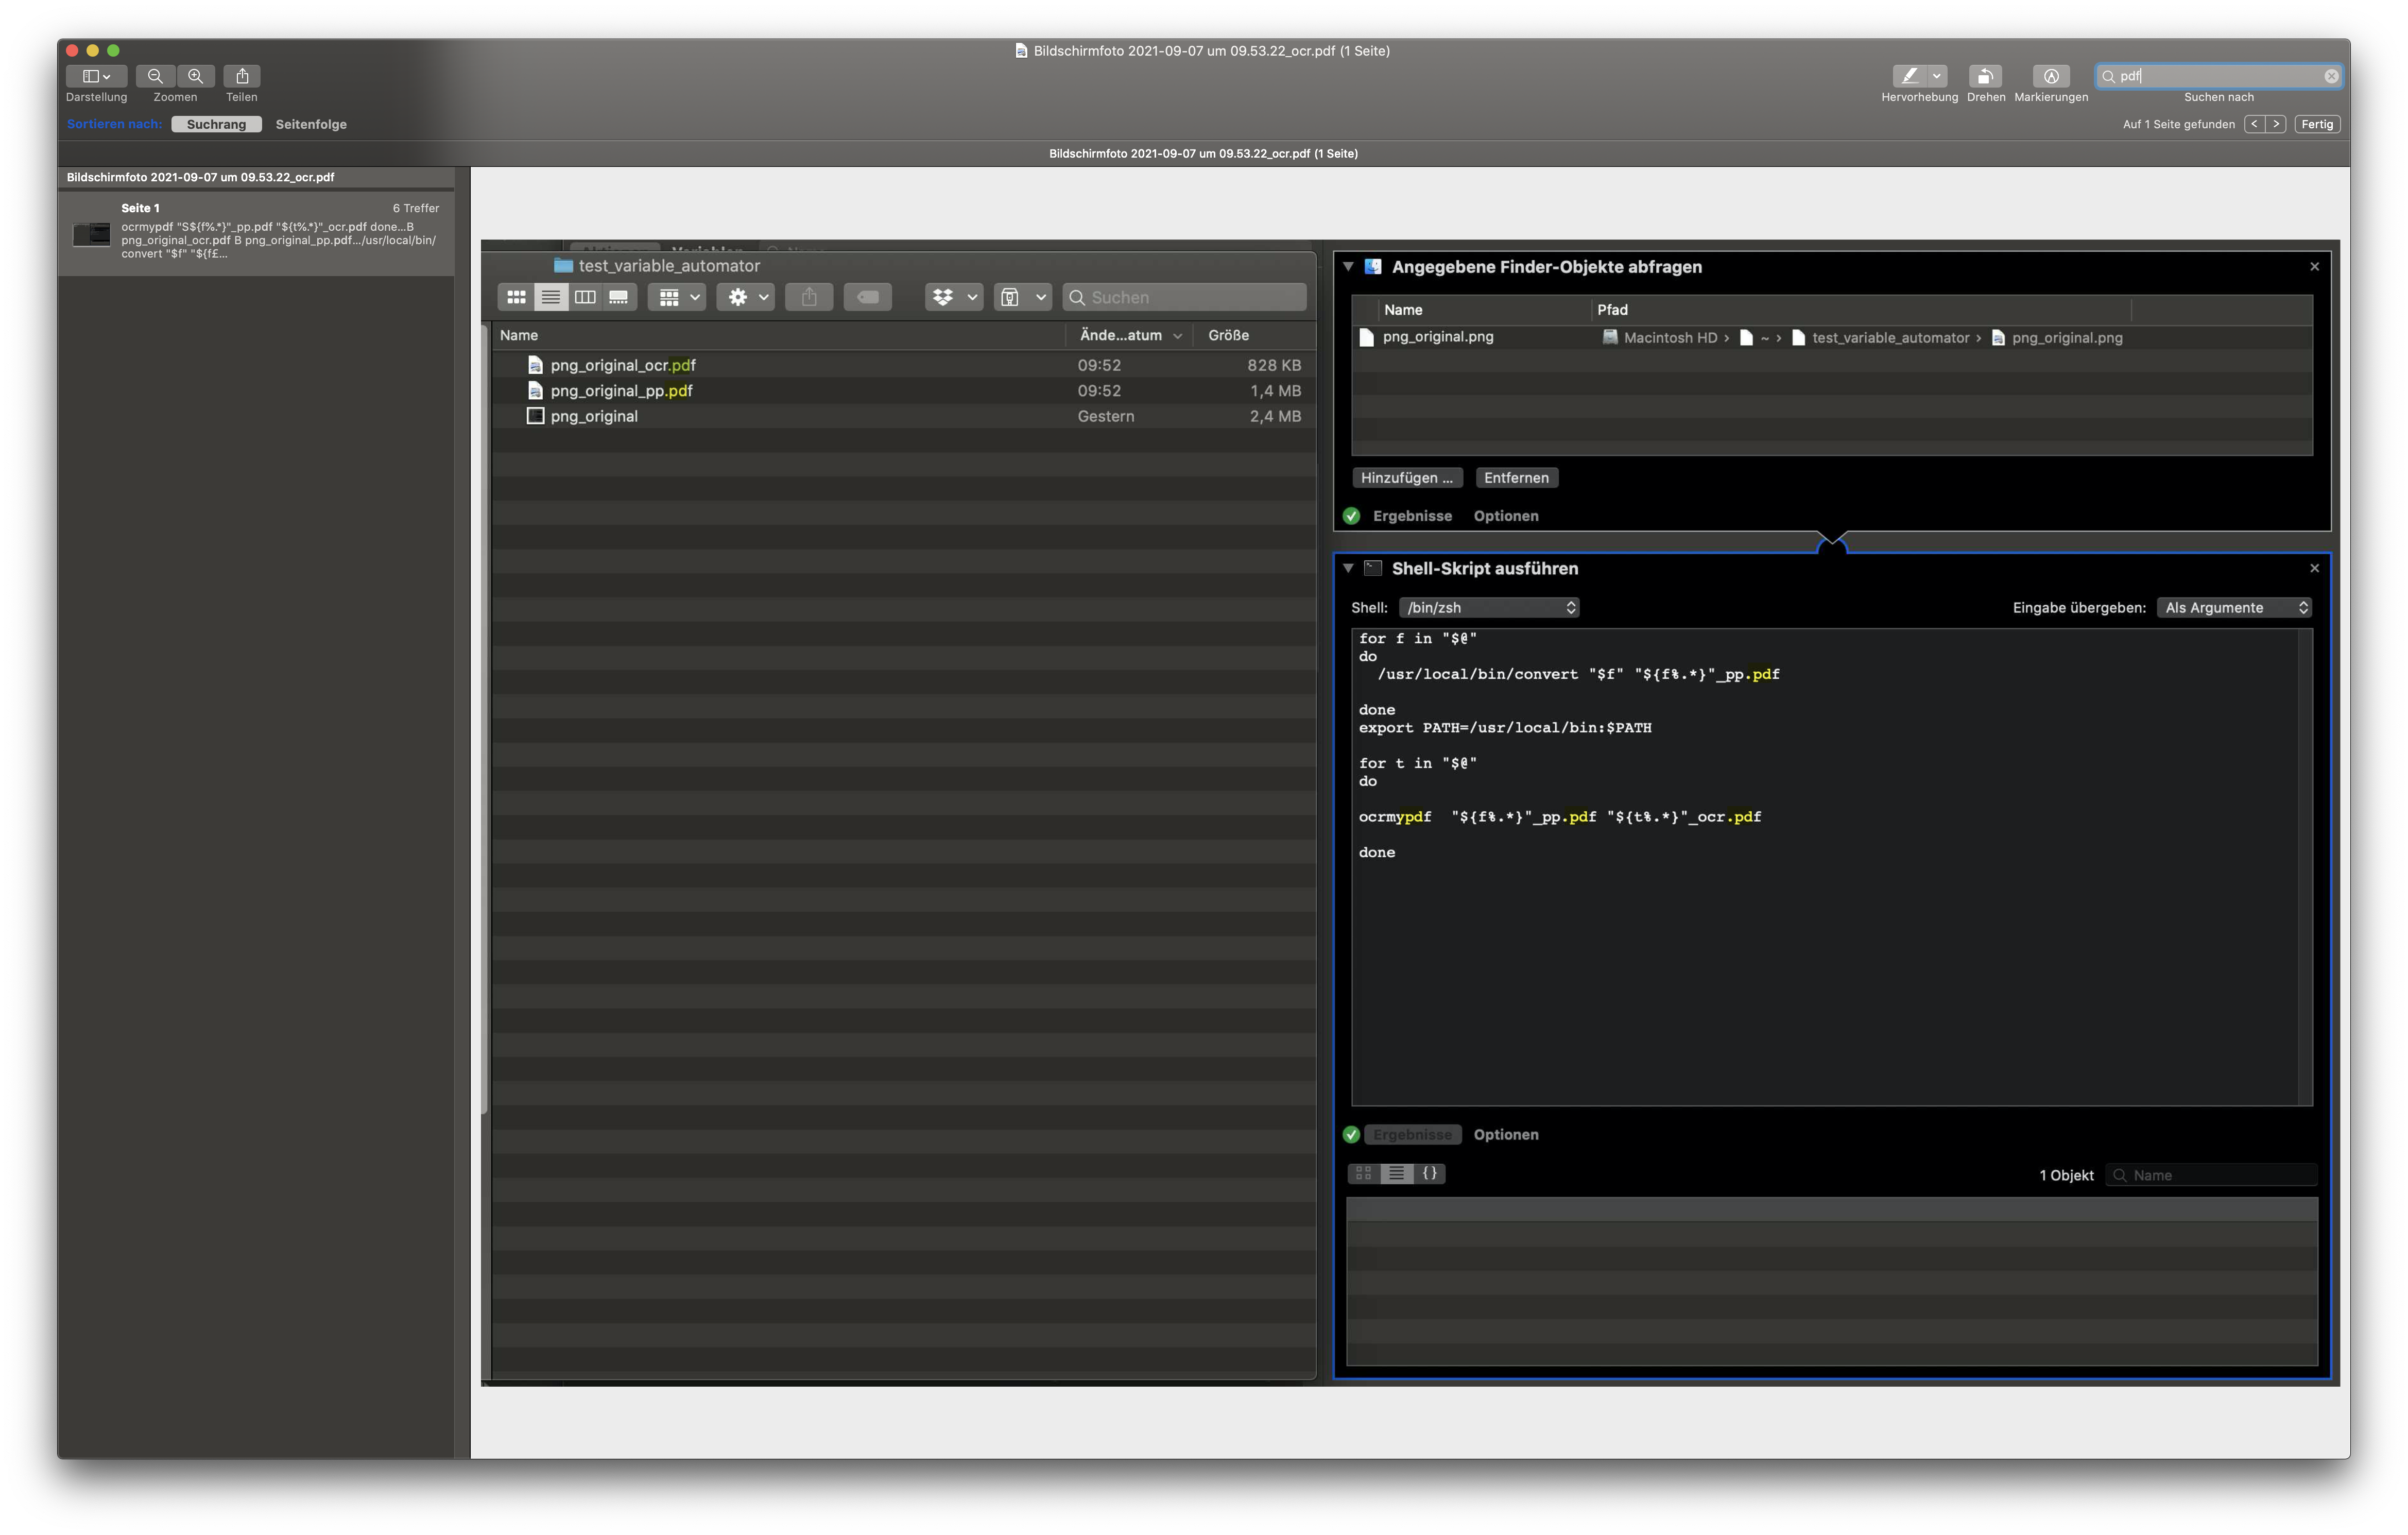 Bildschirmfoto 2021-09-07 um 09.53.22_ocr.pdf (1 Seite)
pdf
Darstellung Zoomen Teilen Hervorhebung Drehen Markierungen Suchen nach
Sortieren nach: Suchrang Seitenfolge Auf 1 Seite gefunden < > Fertig
Bildschirmfoto 2021-09-07 um 09.53.22_ocr.pdf (1 Seite)
Bildschirmfoto 2021-09-07 um 09.53.22_ocr.pdf
Seite 1 6 Treffer
ocrmypdf "S${f%.*}"_pp.pdf "${t%.*}"_ocr.pdf done...B
png_original_ocr.pdf B png_original_pp.pdf.../usr/local/bin/
convert "$f" "${f£...
Aktionen Variablen Name
test_variable_automator
Suchen
Name Ände...atum Größe
png_original_ocr.pdf 09:52 828 KB
png_original_pp.pdf 09:52 1,4 MB
png_original Gestern 2,4 MB
Angegebene Finder-Objekte abfragen
Name Pfad
png_original.png Macintosh HD › ~ › test_variable_automator › png_original.png
Hinzufügen ... Entfernen
Ergebnisse Optionen
Shell-Skript ausführen
Shell: /bin/zsh Eingabe übergeben: Als Argumente
for f in "$@"
do
/usr/local/bin/convert "$f" "${f%.*}"_pp.pdf
done
export PATH=/usr/local/bin:$PATH
for t in "$@"
do
ocrmypdf "${f%.*}"_pp.pdf "${t%.*}"_ocr.pdf
done
Ergebnisse Optionen
{} 1 Objekt Name